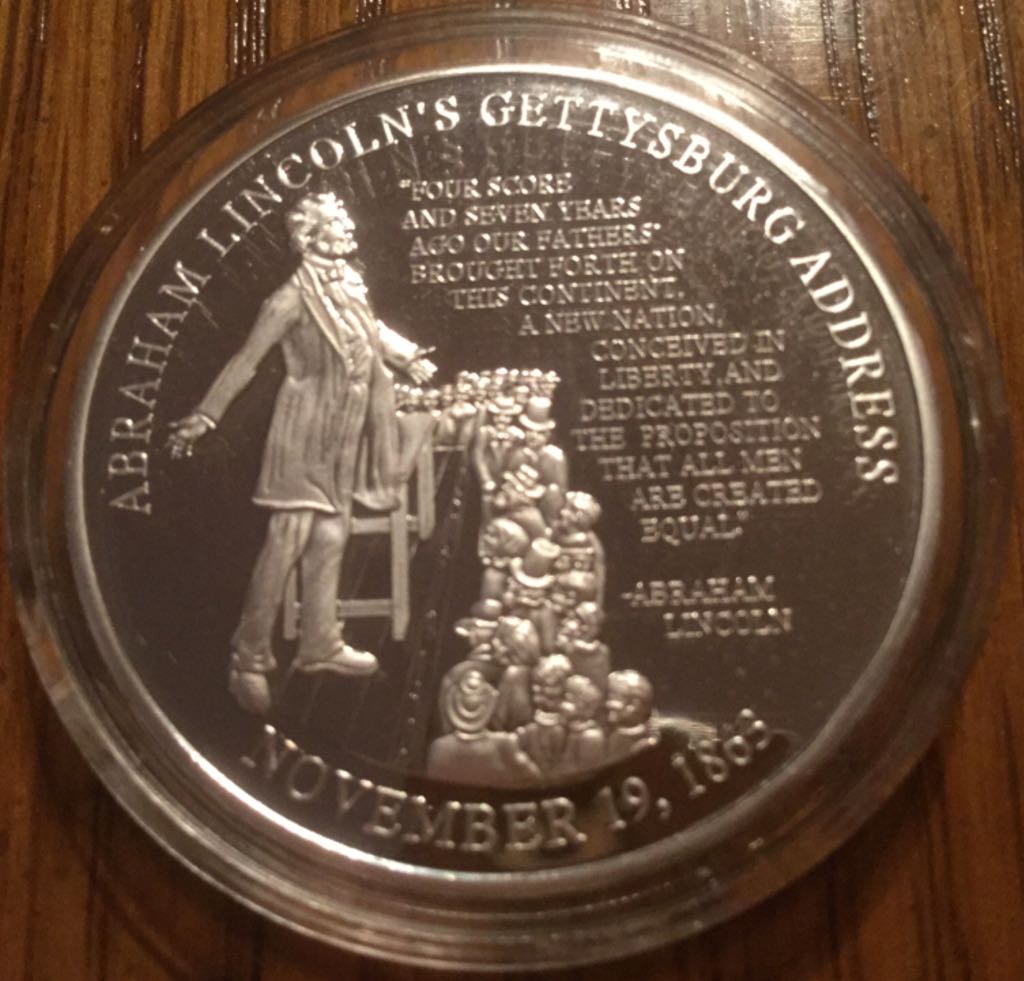 ABRAHAM LINCOLN'S GETTYSBURG ADDRESS
"FOUR SCORE
AND SEVEN YEARS
AGO OUR FATHERS'
BROUGHT FORTH ON
THIS CONTINENT,
A NEW NATION,
CONCEIVED IN
LIBERTY, AND
DEDICATED TO
THE PROPOSITION
THAT ALL MEN
ARE CREATED
EQUAL"
-ABRAHAM
LINCOLN
NOVEMBER 19, 1863